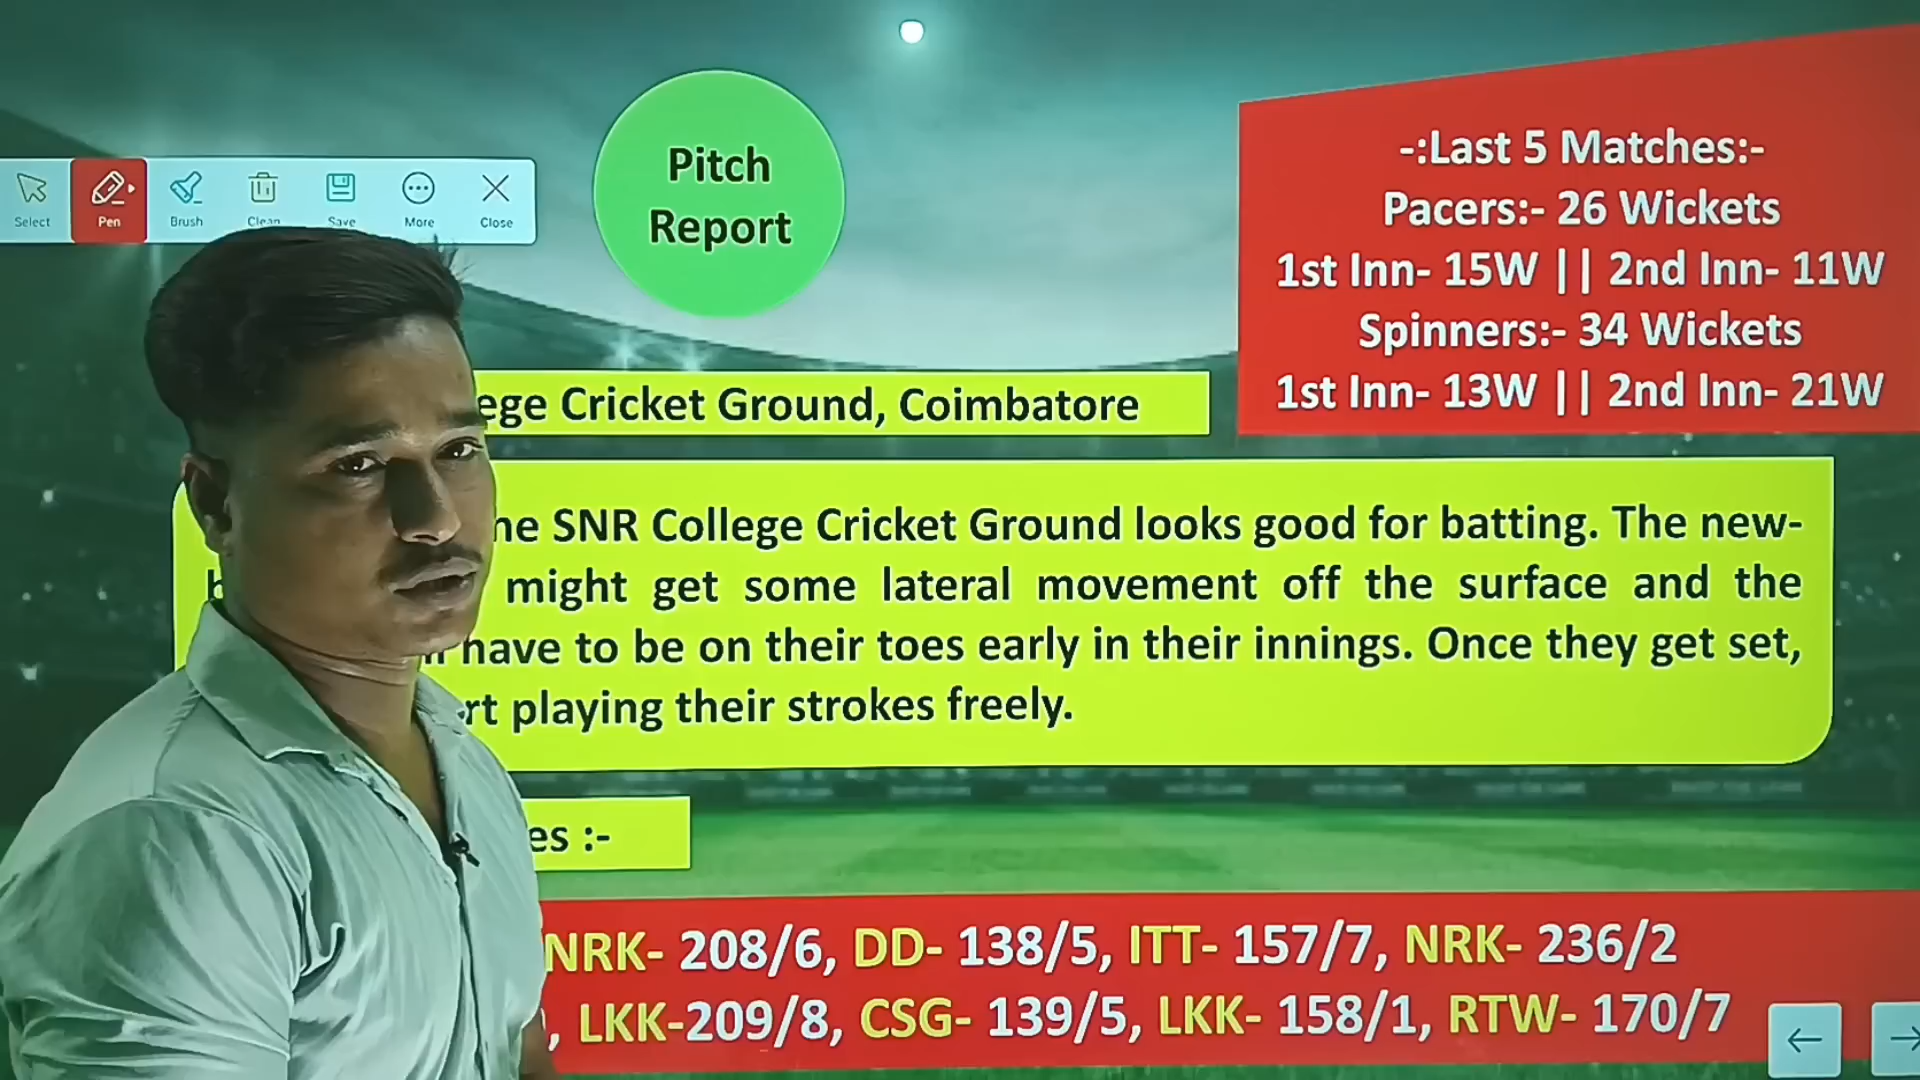 Pitch
Report
-:Last 5 Matches:-
Pacers:- 26 Wickets
1st Inn- 15W || 2nd Inn- 11W
Spinners:- 34 Wickets
1st Inn- 13W || 2nd Inn- 21W
Select Pen Brush Clean Save More Close
Cricket Ground, Coimbatore
SNR College Cricket Ground looks good for batting. The new-
might get some lateral movement off the surface and the
have to be on their toes early in their innings. Once they get set,
playing their strokes freely.
:-
NRK- 208/6, DD- 138/5, ITT- 157/7, NRK- 236/2
, LKK-209/8, CSG- 139/5, LKK- 158/1, RTW- 170/7